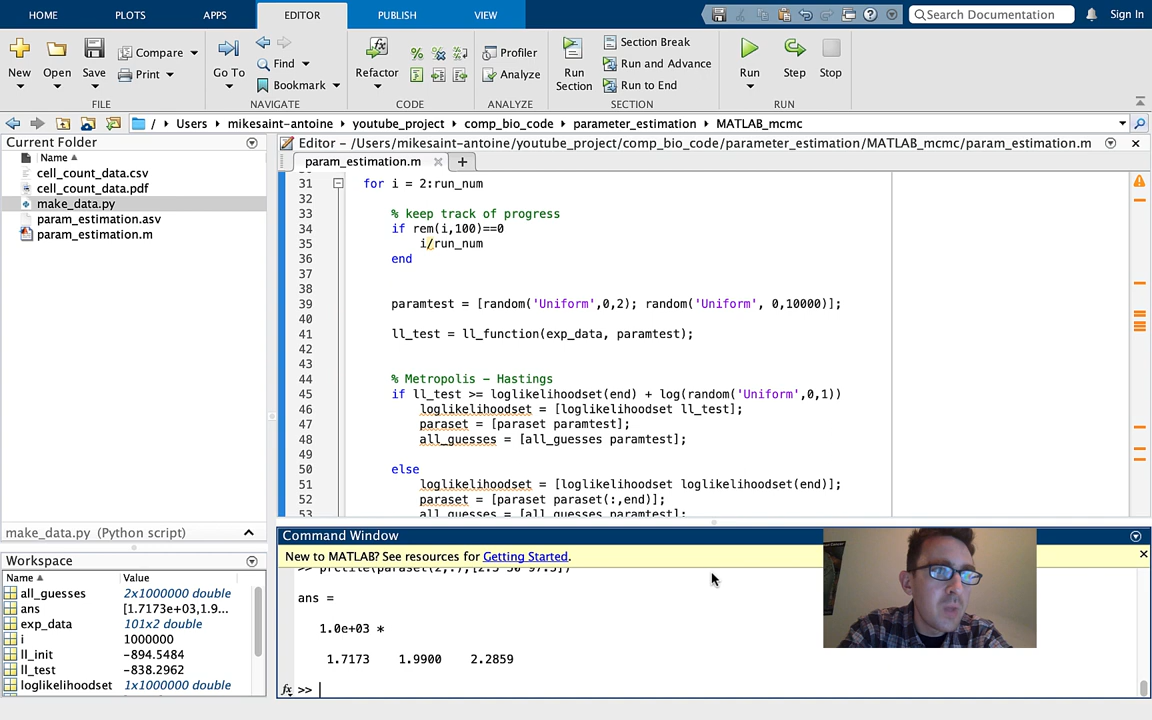 HOME PLOTS APPS EDITOR PUBLISH VIEW Search Documentation Sign In
New Open Save Compare Print Go To Find Bookmark Refactor Profiler Analyze Run Section Section Break Run and Advance Run to End Run Step Stop
FILE NAVIGATE CODE ANALYZE SECTION RUN
/ Users mikesaint-antoine youtube_project comp_bio_code parameter_estimation MATLAB_mcmc
Current Folder
Name
cell_count_data.csv
cell_count_data.pdf
make_data.py
param_estimation.asv
param_estimation.m
make_data.py (Python script)
Workspace
Name Value
all_guesses 2x1000000 double
ans [1.7173e+03,1.9...
exp_data 101x2 double
i 1000000
ll_init -894.5484
ll_test -838.2962
loglikelihoodset 1x1000000 double
Editor - /Users/mikesaint-antoine/youtube_project/comp_bio_code/parameter_estimation/MATLAB_mcmc/param_estimation.m
param_estimation.m
31 for i = 2:run_num
32
33 % keep track of progress
34 if rem(i,100)==0
35 i/run_num
36 end
37
38
39 paramtest = [random('Uniform',0,2); random('Uniform', 0,10000)];
40
41 ll_test = ll_function(exp_data, paramtest);
42
43
44 % Metropolis - Hastings
45 if ll_test >= loglikelihoodset(end) + log(random('Uniform',0,1))
46 loglikelihoodset = [loglikelihoodset ll_test];
47 paraset = [paraset paramtest];
48 all_guesses = [all_guesses paramtest];
49
50 else
51 loglikelihoodset = [loglikelihoodset loglikelihoodset(end)];
52 paraset = [paraset paraset(:,end)];
53 all_guesses = [all_guesses paramtest];
Command Window
New to MATLAB? See resources for Getting Started.
>> prctile(paraset(2,:),[2.5 50 97.5])
ans =
1.0e+03 *
1.7173 1.9900 2.2859
fx >>